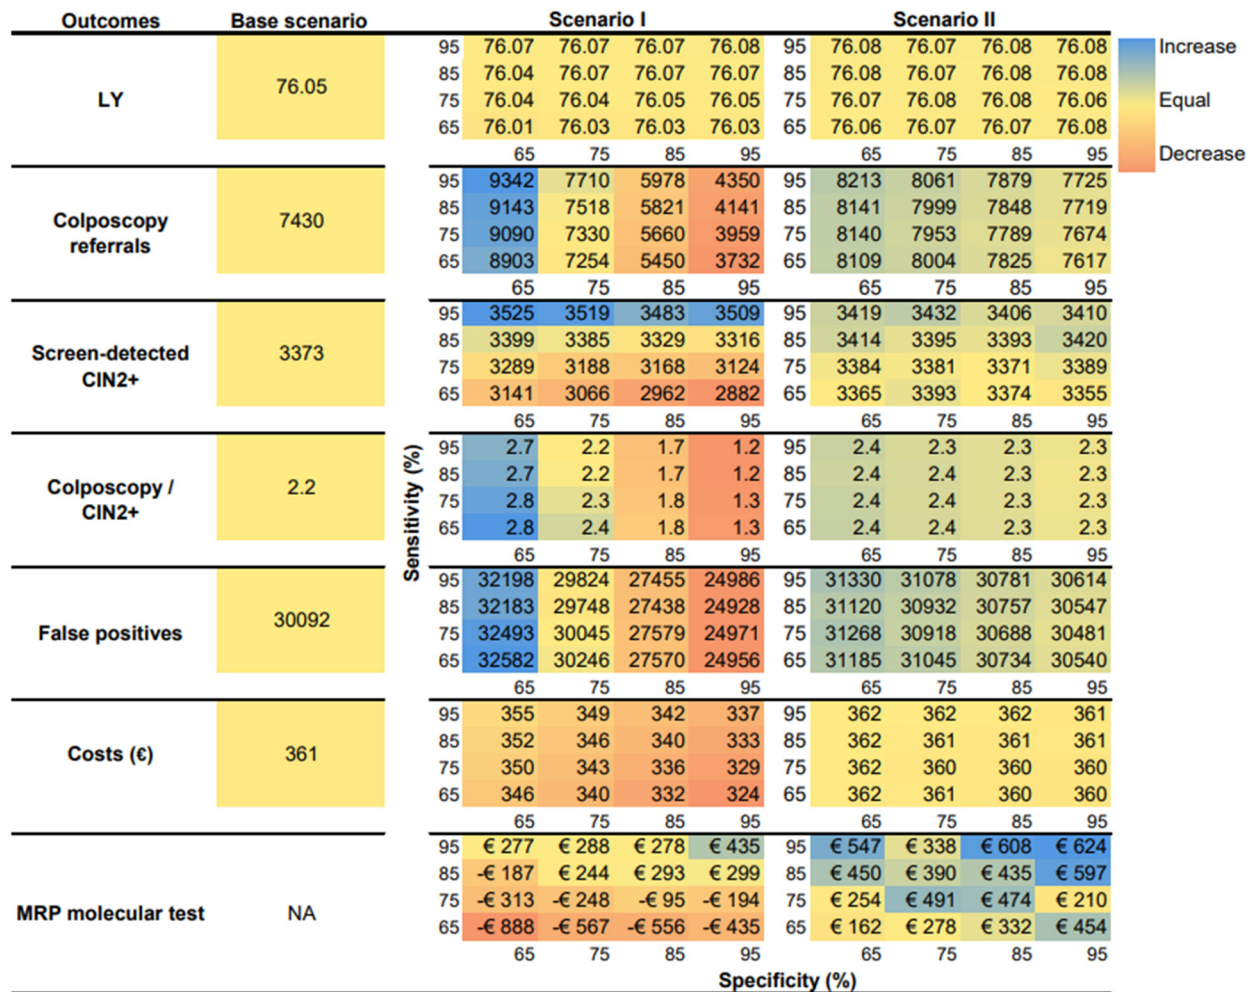 Outcomes Base scenario Scenario I Scenario II
95 76.07 76.07 76.07 76.08 95 76.08 76.07 76.08 76.08 Increase
85 76.04 76.07 76.07 76.07 85 76.08 76.07 76.08 76.08
LY 76.05
75 76.04 76.04 76.05 76.05 75 76.07 76.08 76.08 76.06 Equal
65 76.01 76.03 76.03 76.03 65 76.06 76.07 76.07 76.08
65 75 85 95 65 75 85 95 Decrease
95 9342 7710 5978 4350 95 8213 8061 7879 7725
85 9143 7518 5821 4141 85 8141 7999 7848 7719
Colposcopy
referrals
7430
75 9090 7330 5660 3959 75 8140 7953 7789 7674
65 8903 7254 5450 3732 65 8109 8004 7825 7617
65 75 85 95 65 75 85 95
95 3525 3519 3483 3509 95 3419 3432 3406 3410
85 3399 3385 3329 3316 85 3414 3395 3393 3420
Screen-detected
CIN2+
3373
75 3289 3188 3168 3124 75 3384 3381 3371 3389
65 3141 3066 2962 2882 65 3365 3393 3374 3355
65 75 85 95 65 75 85 95
Sensitivity (%)
95 2.7 2.2 1.7 1.2 95 2.4 2.3 2.3 2.3
85 2.7 2.2 1.7 1.2 85 2.4 2.4 2.3 2.3
Colposcopy /
CIN2+
2.2
75 2.8 2.3 1.8 1.3 75 2.4 2.4 2.3 2.3
65 2.8 2.4 1.8 1.3 65 2.4 2.4 2.3 2.3
65 75 85 95 65 75 85 95
95 32198 29824 27455 24986 95 31330 31078 30781 30614
85 32183 29748 27438 24928 85 31120 30932 30757 30547
False positives 30092
75 32493 30045 27579 24971 75 31268 30918 30688 30481
65 32582 30246 27570 24956 65 31185 31045 30734 30540
65 75 85 95 65 75 85 95
95 355 349 342 337 95 362 362 362 361
85 352 346 340 333 85 362 361 361 361
Costs (€) 361
75 350 343 336 329 75 362 360 360 360
65 346 340 332 324 65 362 361 360 360
65 75 85 95 65 75 85 95
95 € 277 € 288 € 278 € 435 95 € 547 € 338 € 608 € 624
85 -€ 187 € 244 € 293 € 299 85 € 450 € 390 € 435 € 597
MRP molecular test NA
75 -€ 313 -€ 248 -€ 95 -€ 194 75 € 254 € 491 € 474 € 210
65 -€ 888 -€ 567 -€ 556 -€ 435 65 € 162 € 278 € 332 € 454
65 75 85 95 65 75 85 95
Specificity (%)